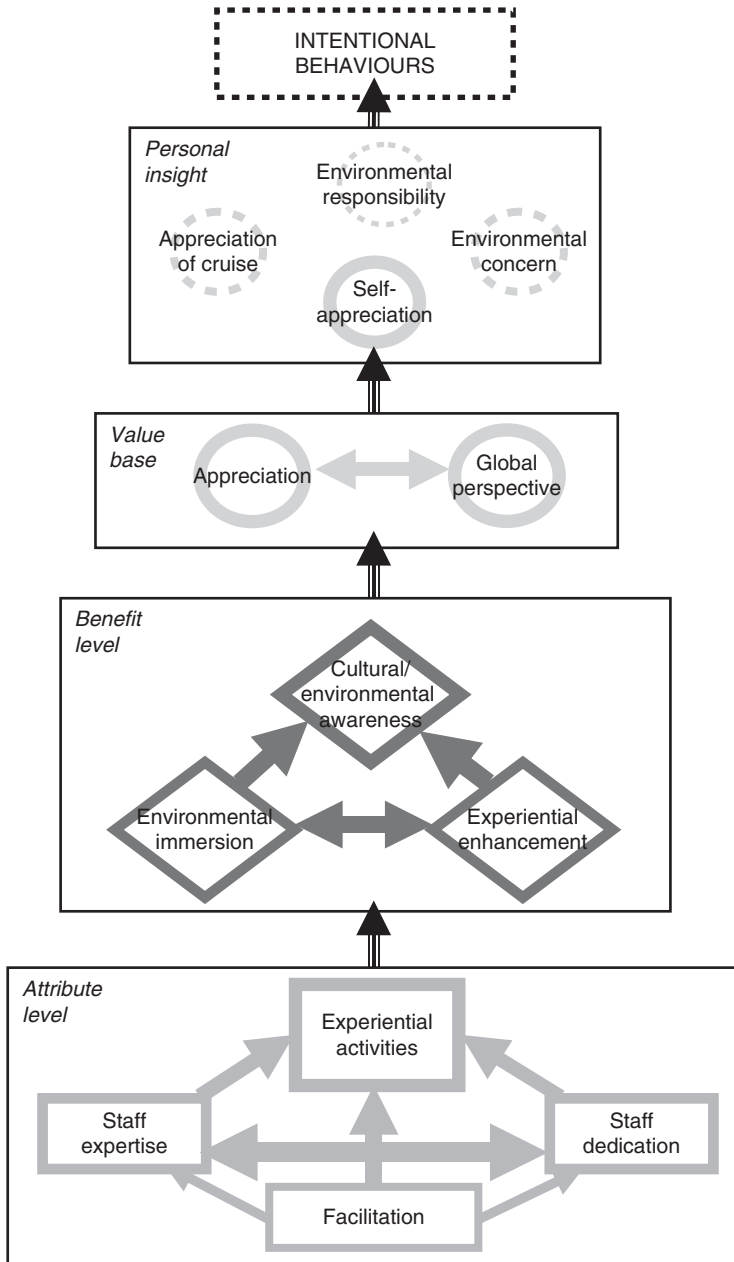 INTENTIONAL
BEHAVIOURS
Personal
insight
Environmental
responsibility
Appreciation
of cruise
Environmental
concern
Self-
appreciation
Value
base
Appreciation
Global
perspective
Benefit
level
Cultural/
environmental
awareness
Environmental
immersion
Experiential
enhancement
Attribute
level
Experiential
activities
Staff
expertise
Staff
dedication
Facilitation